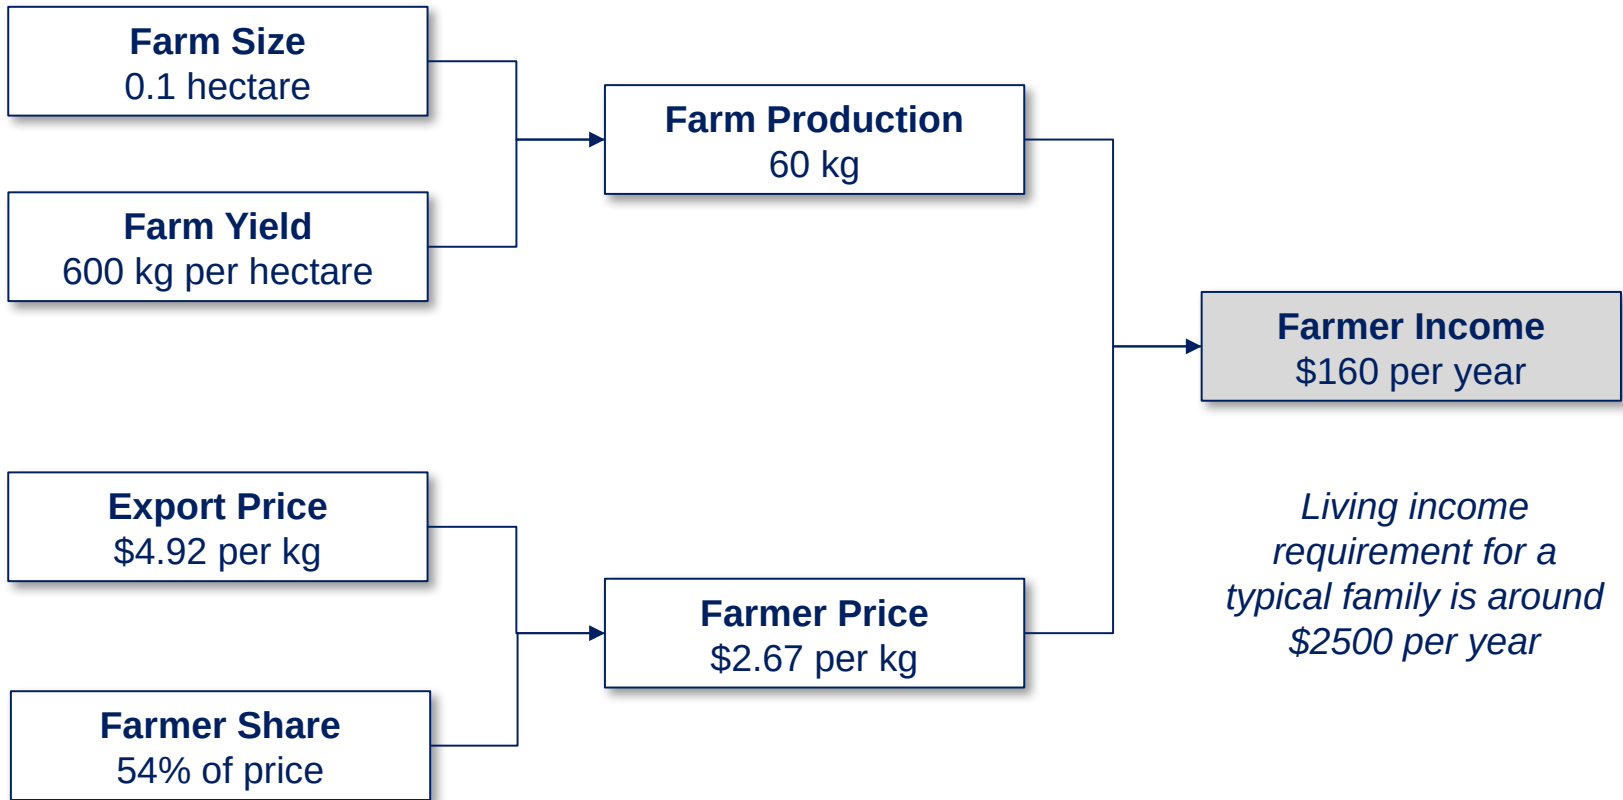 Farm Size
0.1 hectare
Farm Yield
600 kg per hectare
Farm Production
60 kg
Export Price
$4.92 per kg
Farmer Share
54% of price
Farmer Price
$2.67 per kg
Farmer Income
$160 per year
Living income
requirement for a
typical family is around
$2500 per year